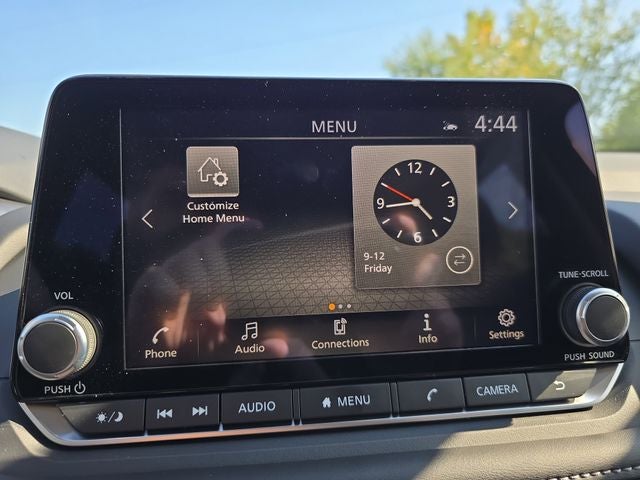 MENU
4:44
12
3
6
9
Customize
Home Menu
9-12
Friday
VOL
TUNE·SCROLL
Phone
Audio
Connections
Info
Settings
PUSH
PUSH SOUND
AUDIO
MENU
CAMERA